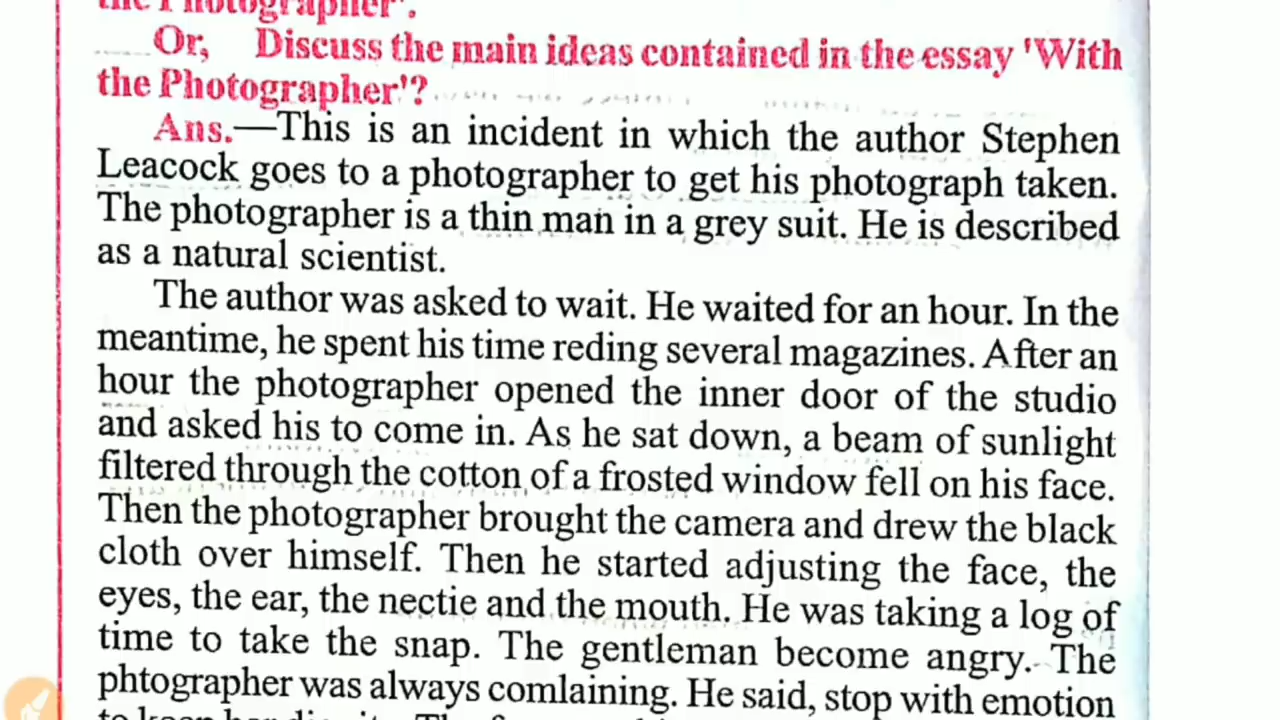 the Photographer'.
Or, Discuss the main ideas contained in the essay 'With
the Photographer'?
Ans.—This is an incident in which the author Stephen
Leacock goes to a photographer to get his photograph taken.
The photographer is a thin man in a grey suit. He is described
as a natural scientist.
The author was asked to wait. He waited for an hour. In the
meantime, he spent his time reding several magazines. After an
hour the photographer opened the inner door of the studio
and asked his to come in. As he sat down, a beam of sunlight
filtered through the cotton of a frosted window fell on his face.
Then the photographer brought the camera and drew the black
cloth over himself. Then he started adjusting the face, the
eyes, the ear, the nectie and the mouth. He was taking a log of
time to take the snap. The gentleman become angry. The
phtographer was always comlaining. He said, stop with emotion
to keep her